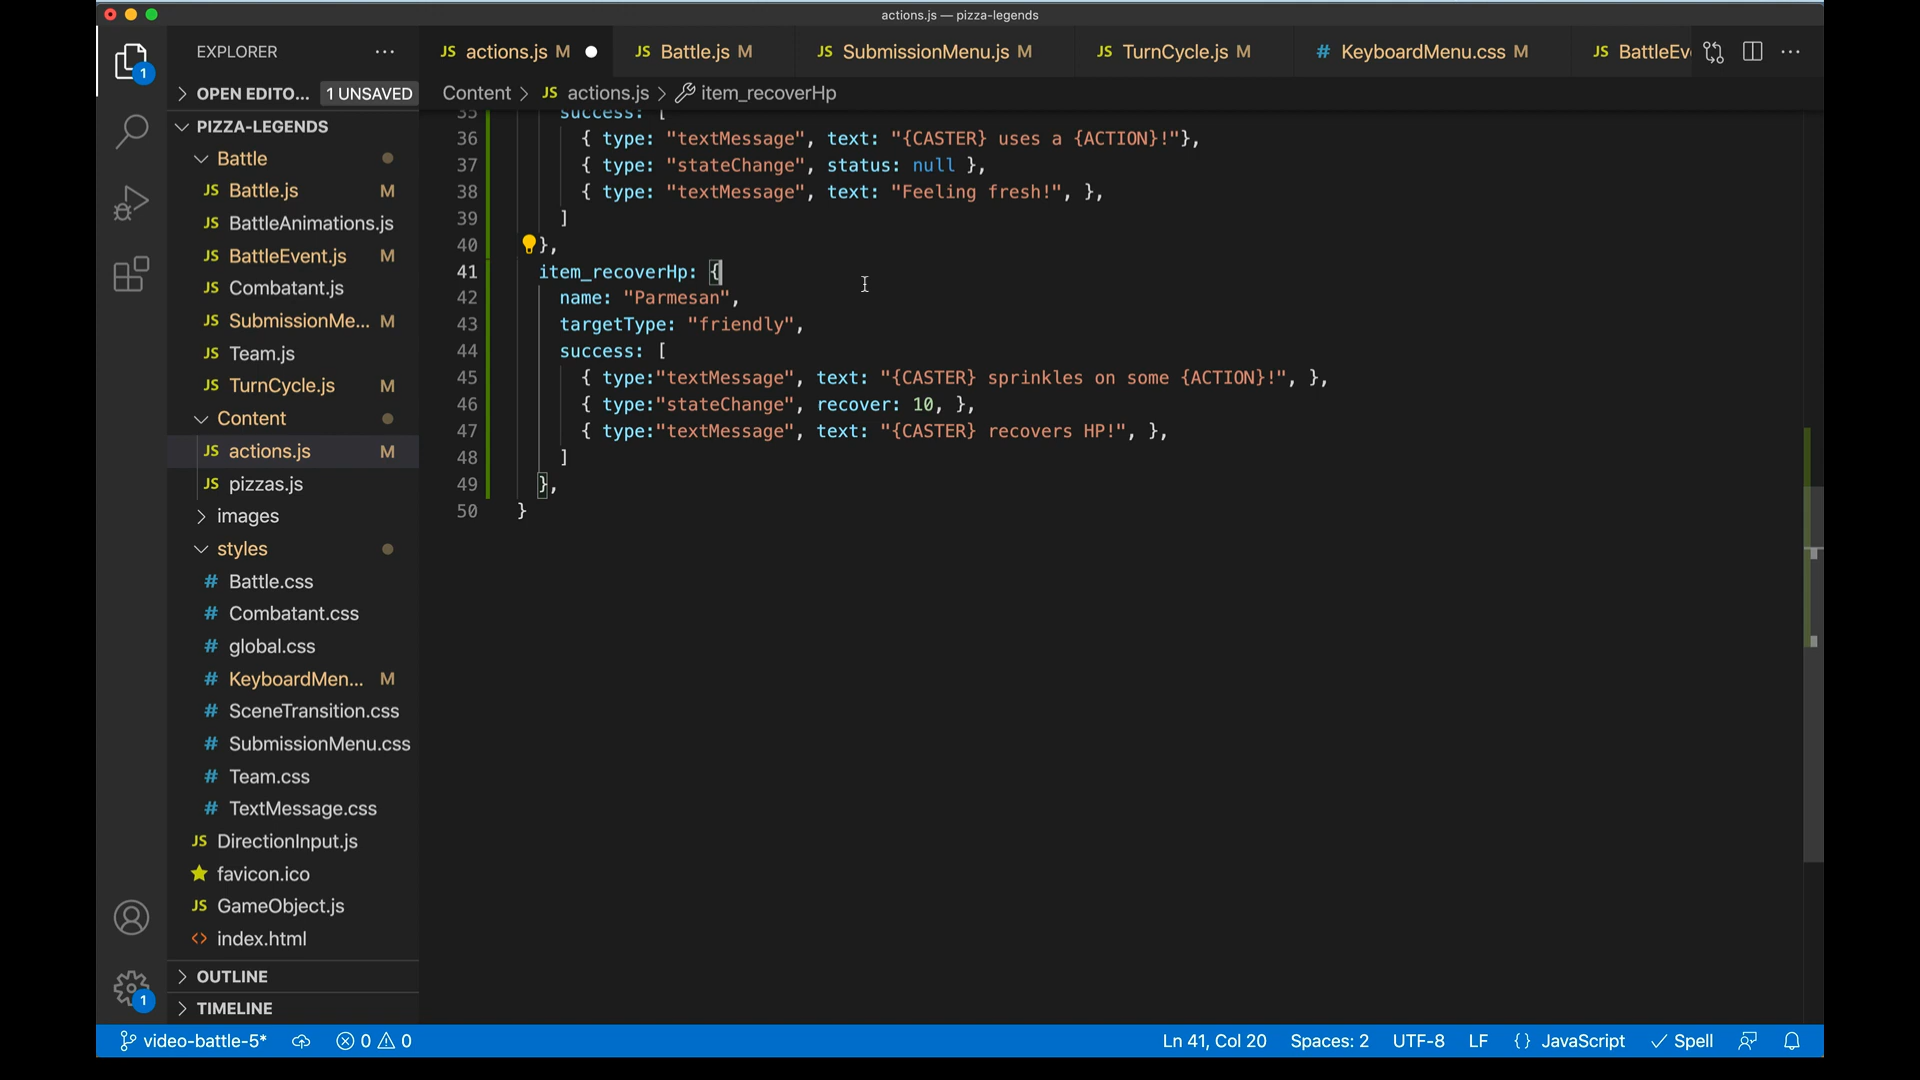 actions.js — pizza-legends
EXPLORER
JS actions.js M
JS Battle.js M
JS SubmissionMenu.js M
JS TurnCycle.js M
# KeyboardMenu.css M
JS BattleEv
OPEN EDITO... 1 UNSAVED
Content > JS actions.js > item_recoverHp
PIZZA-LEGENDS
Battle
JS Battle.js M
JS BattleAnimations.js
JS BattleEvent.js M
JS Combatant.js
JS SubmissionMe... M
JS Team.js
JS TurnCycle.js M
Content
JS actions.js M
JS pizzas.js
images
styles
# Battle.css
# Combatant.css
# global.css
# KeyboardMen... M
# SceneTransition.css
# SubmissionMenu.css
# Team.css
# TextMessage.css
JS DirectionInput.js
favicon.ico
JS GameObject.js
<> index.html
OUTLINE
TIMELINE
35 success: [
36 { type: "textMessage", text: "{CASTER} uses a {ACTION}!"},
37 { type: "stateChange", status: null },
38 { type: "textMessage", text: "Feeling fresh!", },
39 ]
40 },
41 item_recoverHp: {
42 name: "Parmesan",
43 targetType: "friendly",
44 success: [
45 { type:"textMessage", text: "{CASTER} sprinkles on some {ACTION}!", },
46 { type:"stateChange", recover: 10, },
47 { type:"textMessage", text: "{CASTER} recovers HP!", },
48 ]
49 },
50 }
1
1
video-battle-5* 0 0
Ln 41, Col 20 Spaces: 2 UTF-8 LF {} JavaScript Spell